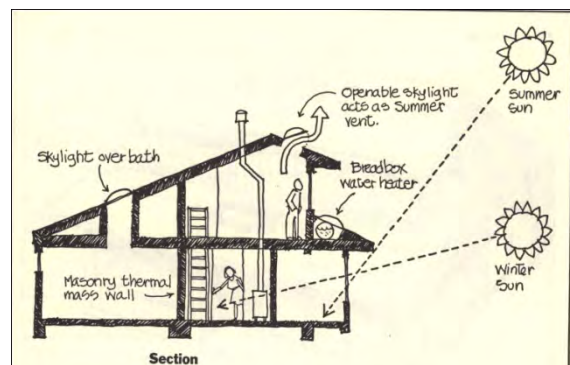 Openable skylight
acts as Summer
vent.
Summer
sun
Skylight over bath
Breadbox
water heater
Winter
sun
Masonry thermal
mass wall
Section